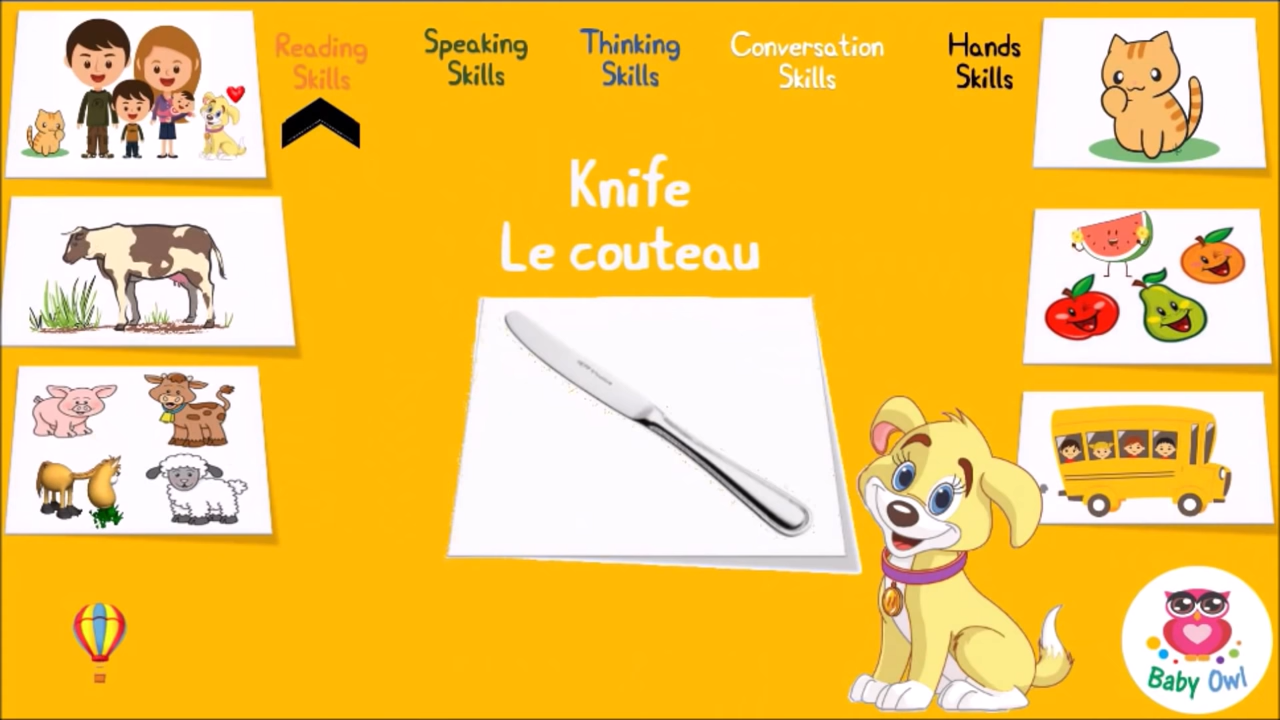 Reading
Skills
Speaking
Skills
Thinking
Skills
Conversation
Skills
Hands
Skills
Knife
Le couteau
Baby Owl